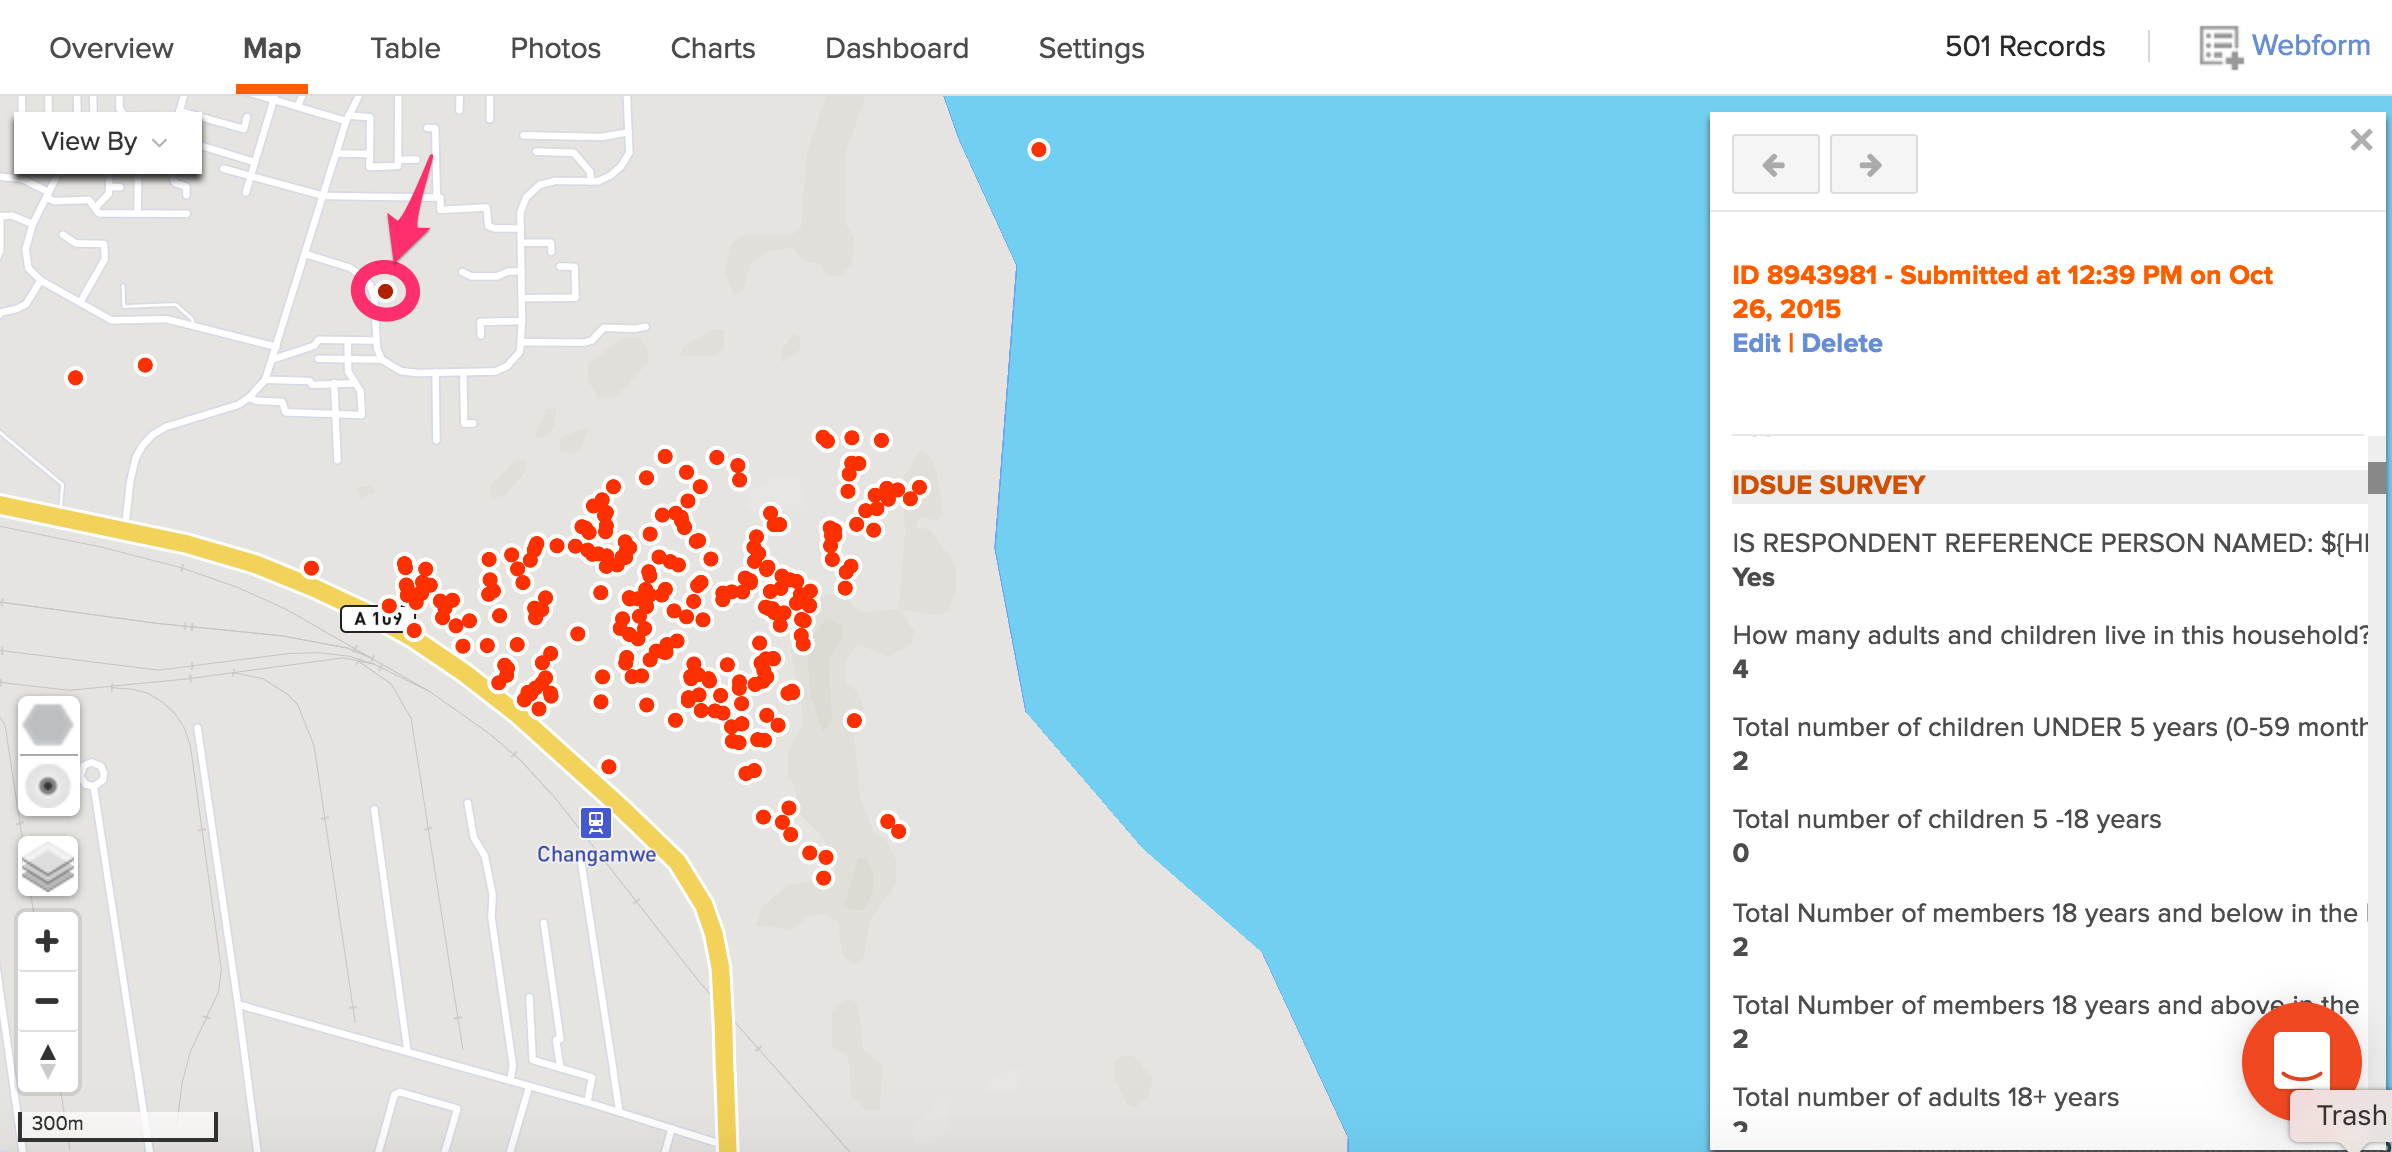 Overview Map Table Photos Charts Dashboard Settings 501 Records Webform
View By
ID 8943981 - Submitted at 12:39 PM on Oct
26, 2015
Edit | Delete
IDSUE SURVEY
IS RESPONDENT REFERENCE PERSON NAMED: ${HI
Yes
How many adults and children live in this household?
4
Total number of children UNDER 5 years (0-59 month
2
Total number of children 5 -18 years
0
Total Number of members 18 years and below in the
2
Total Number of members 18 years and above in the
2
Total number of adults 18+ years
2
A 109
Changamwe
300m
Trash